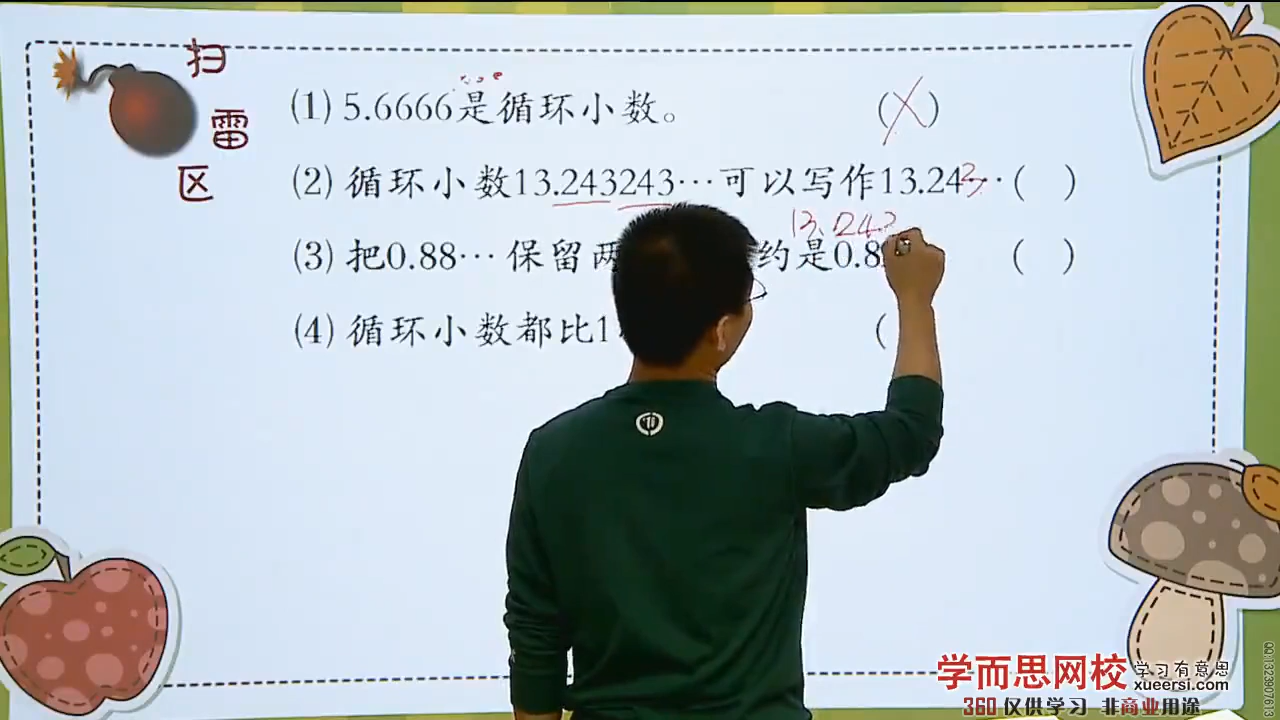 扫
雷
区
(1) 5.6666是循环小数。 (X)
(2) 循环小数13.243243…可以写作13.24 ( )
13.243
(3) 把0.88… 保留 约是0.8 ( )
(4) 循环小数都比1 (
学而思网校 学习有意思
xueersi.com
360 仅供学习 非商业用途